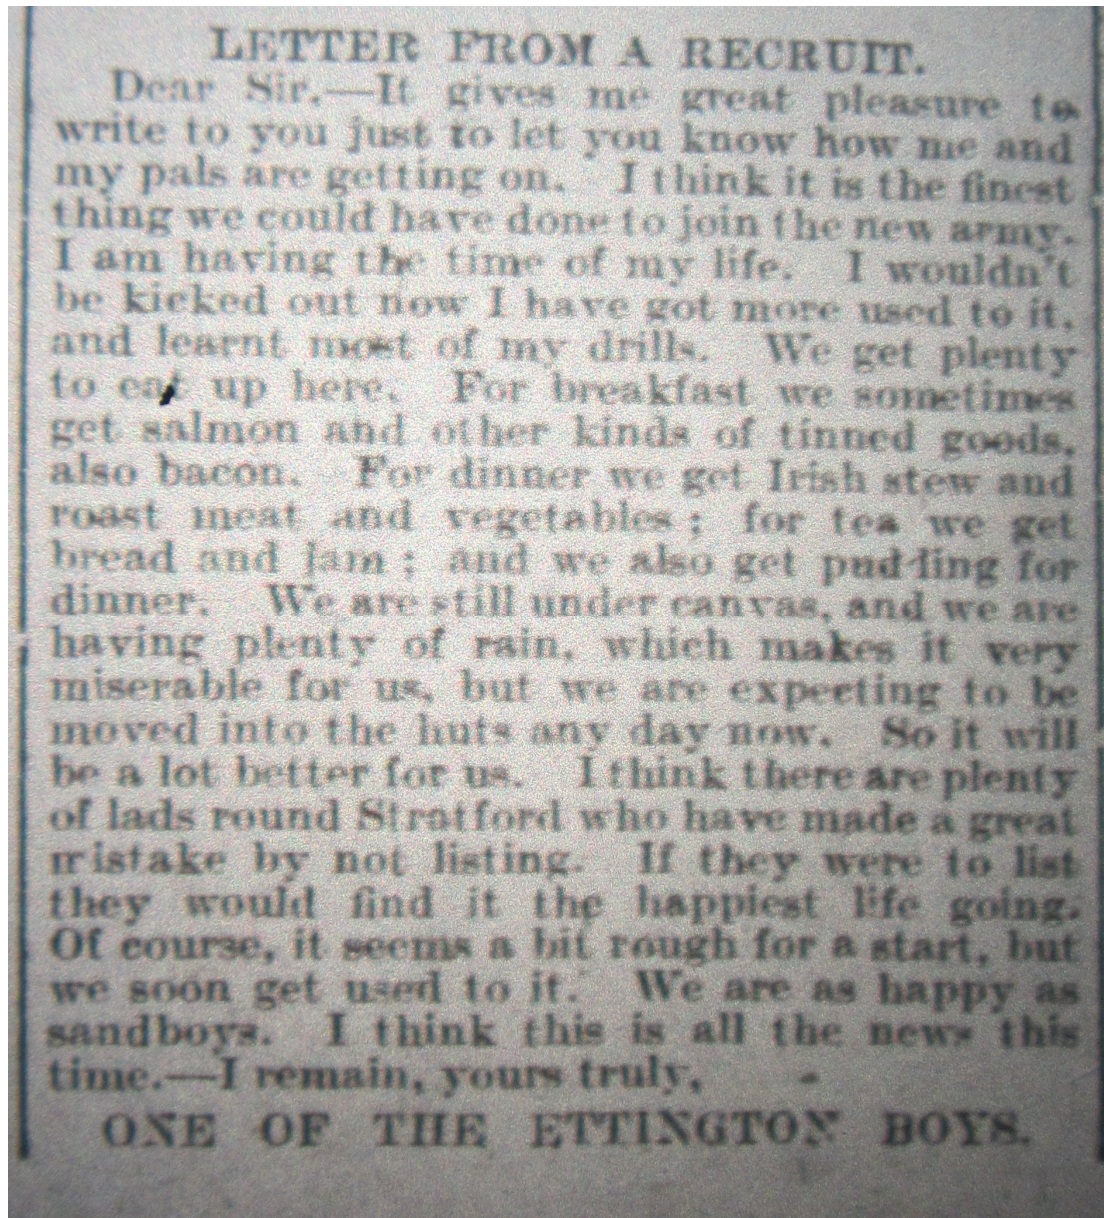 LETTER FROM A RECRUIT.
Dear Sir.—It gives me great pleasure to
write to you just to let you know how me and
my pals are getting on. I think it is the finest
thing we could have done to join the new army.
I am having the time of my life. I wouldn't
be kicked out now I have got more used to it,
and learnt most of my drills. We get plenty
to eat up here. For breakfast we sometimes
get salmon and other kinds of tinned goods,
also bacon. For dinner we get Irish stew and
roast meat and vegetables; for tea we get
bread and jam; and we also get pudding for
dinner. We are still under canvas, and we are
having plenty of rain, which makes it very
miserable for us, but we are expecting to be
moved into the huts any day now. So it will
be a lot better for us. I think there are plenty
of lads round Stratford who have made a great
mistake by not listing. If they were to list
they would find it the happiest life going.
Of course, it seems a bit rough for a start, but
we soon get used to it. We are as happy as
sandboys. I think this is all the news this
time.—I remain, yours truly,
ONE OF THE ETTINGTON BOYS.